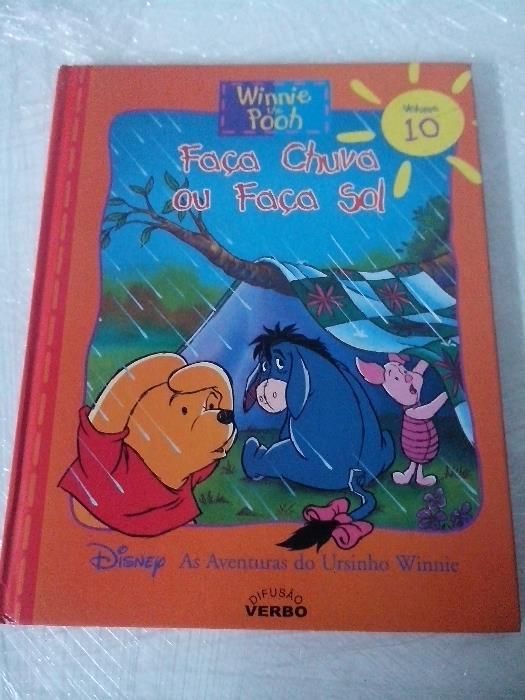 Winnie
the
Pooh
Volume
10
Faça Chuva
ou Faça Sol
Disney As Aventuras do Ursinho Winnie
DIFUSÃO
VERBO